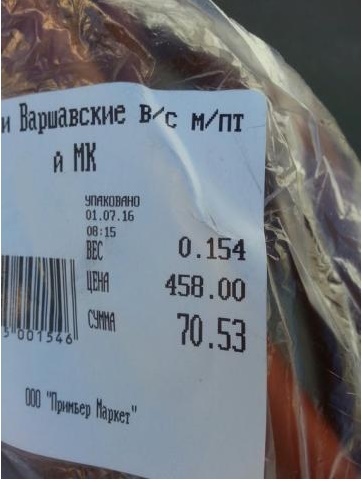 и Варшавские в/с м/пт
й МК
УПАКОВАНО
01.07.16
08:15
ВЕС 0.154
ЦЕНА 458.00
СУММА 70.53
001546
ООО "Примбер Маркет"